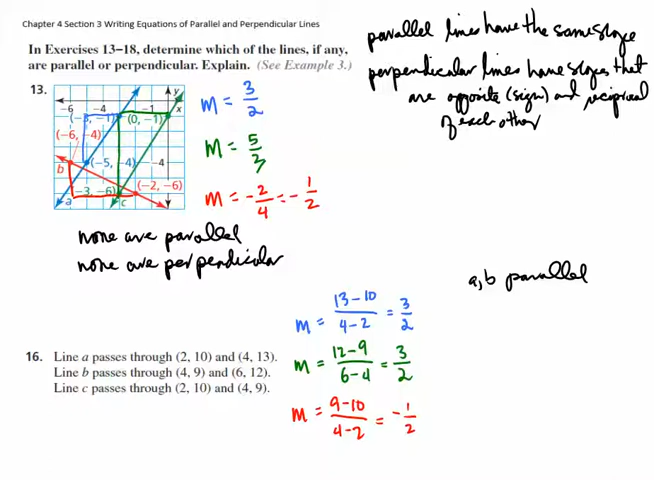 Chapter 4 Section 3 Writing Equations of Parallel and Perpendicular Lines
parallel lines have the same slope
perpendicular lines have slopes that
are opposite (sign) and reciprocal
of each other
In Exercises 13–18, determine which of the lines, if any,
are parallel or perpendicular. Explain. (See Example 3.)
13.
-6 -4 -1 y x
(-3, -1) (0, -1)
(-6, -4)
(-5, -4) -4
b
(-3, -6) (-2, -6)
a c
m = 3/2
m = 5/3
m = -2/4 = -1/2
none are parallel
none are perpendicular
a,b parallel
16. Line a passes through (2, 10) and (4, 13).
Line b passes through (4, 9) and (6, 12).
Line c passes through (2, 10) and (4, 9).
m = 13-10/4-2 = 3/2
m = 12-9/6-4 = 3/2
m = 9-10/4-2 = -1/2